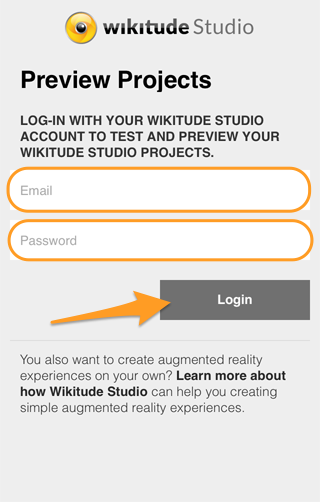 wikitude Studio
Preview Projects
LOG-IN WITH YOUR WIKITUDE STUDIO
ACCOUNT TO TEST AND PREVIEW YOUR
WIKITUDE STUDIO PROJECTS.
Email
Password
Login
You also want to create augmented reality
experiences on your own? Learn more about
how Wikitude Studio can help you creating
simple augmented reality experiences.